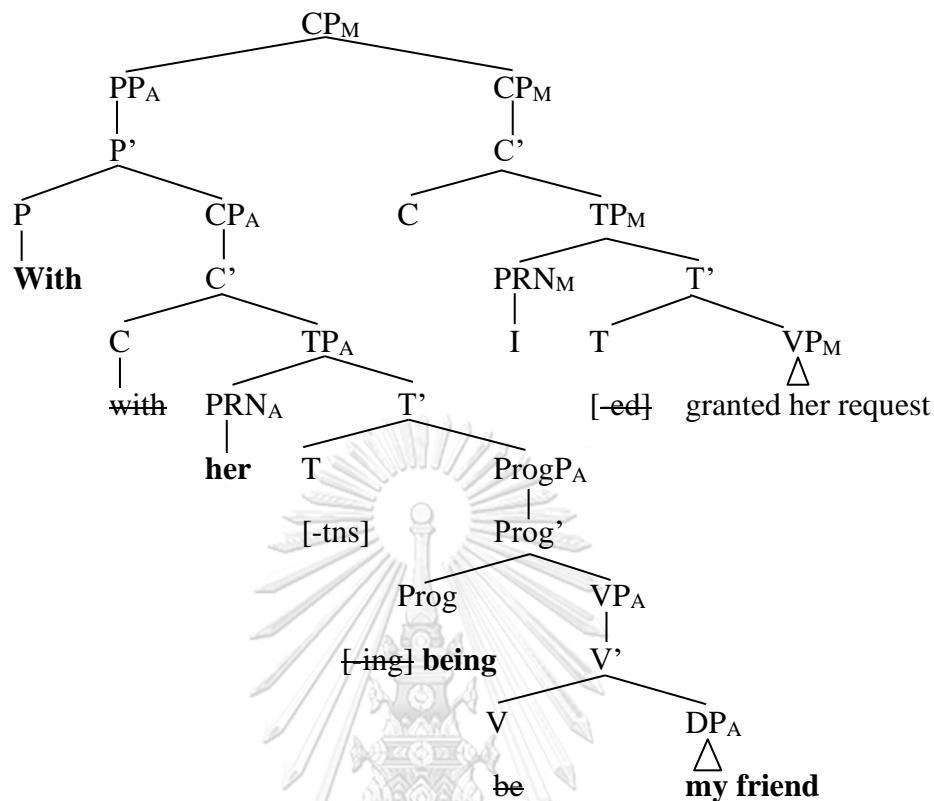 CPM
PPA CPM
P’ C’
P CPA C TPM
With C’ PRNM T’
C TPA I T VPM
with PRNA T’ [-ed] granted her request
her T ProgPA
[-tns] Prog’
Prog VPA
[-ing] being V’
V DPA
be my friend